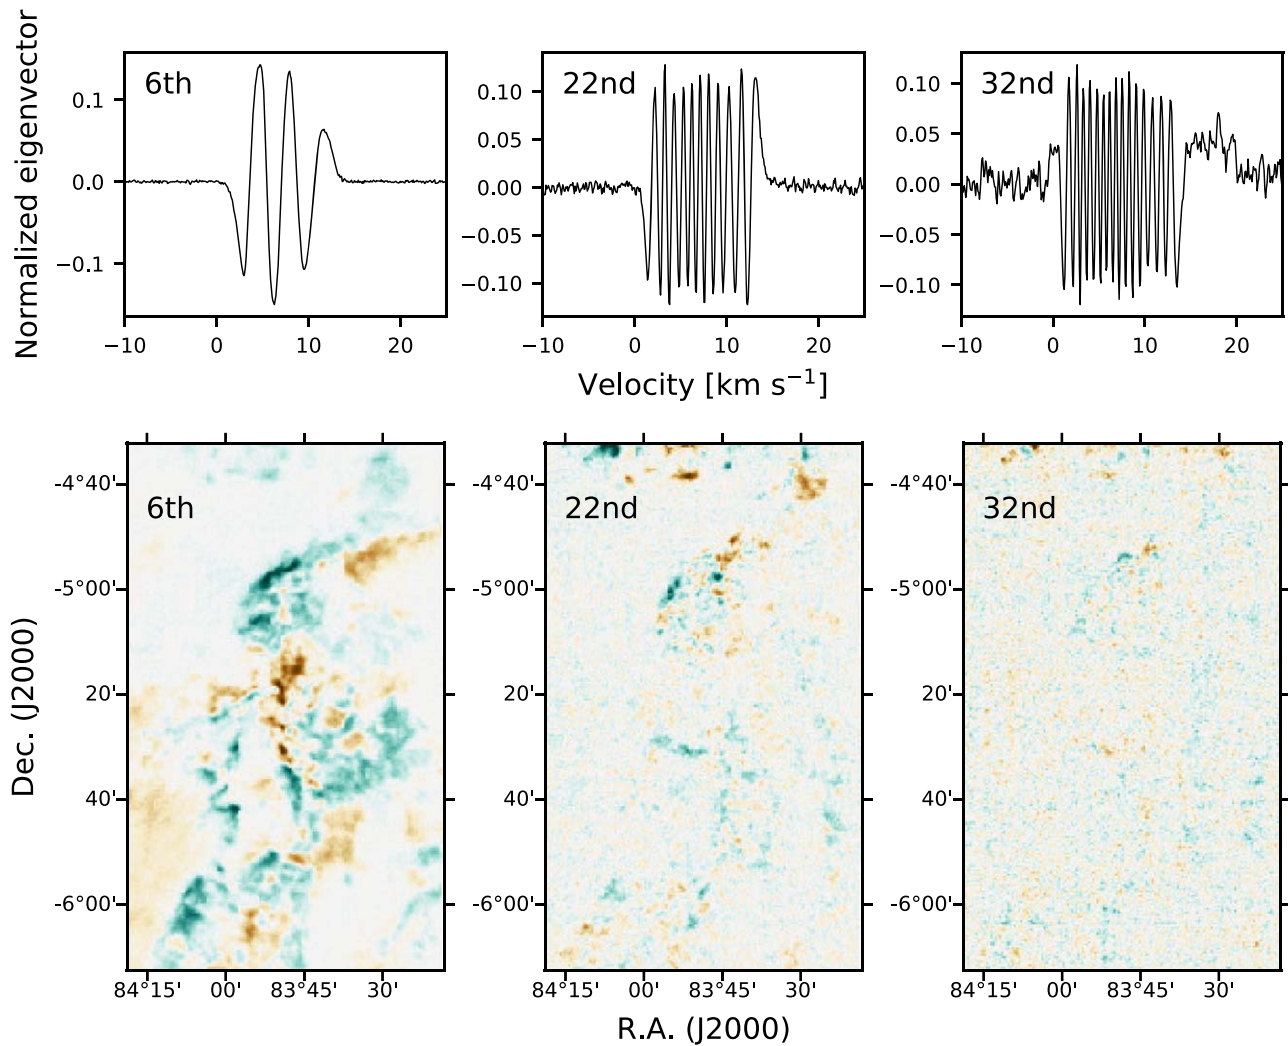 Normalized eigenvector
6th
22nd
32nd
0.1
0.0
−0.1
0.10
0.05
0.00
−0.05
−0.10
0.10
0.05
0.00
−0.05
−0.10
−10 0 10 20
−10 0 10 20
−10 0 10 20
Velocity [km s⁻¹]
Dec. (J2000)
6th
22nd
32nd
-4°40'
-5°00'
20'
40'
-6°00'
-4°40'
-5°00'
20'
40'
-6°00'
-4°40'
-5°00'
20'
40'
-6°00'
84°15' 00' 83°45' 30'
84°15' 00' 83°45' 30'
84°15' 00' 83°45' 30'
R.A. (J2000)